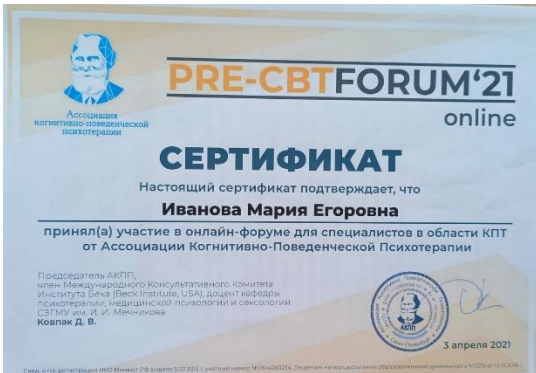 PRE-CBTFORUM‘21
online
Ассоциация
когнитивно-поведенческой
психотерапии
СЕРТИФИКАТ
Настоящий сертификат подтверждает, что
Иванова Мария Егоровна
принял(а) участие в онлайн-форуме для специалистов в области КПТ
от Ассоциации Когнитивно-Поведенческой Психотерапии
Председатель АКПП,
член Международного Консультативного Комитета
Института Бека (Beck Institute, USA), доцент кафедры
психотерапии, медицинской психологии и сексологии
СЗГМУ им. И. И. Мечникова
Ковпак Д. В.
АКПП
3 апреля 2021